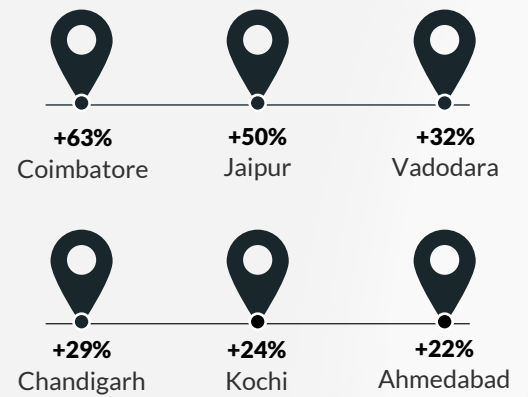 +63% +50% +32%
Coimbatore Jaipur Vadodara
+29% +24% +22%
Chandigarh Kochi Ahmedabad